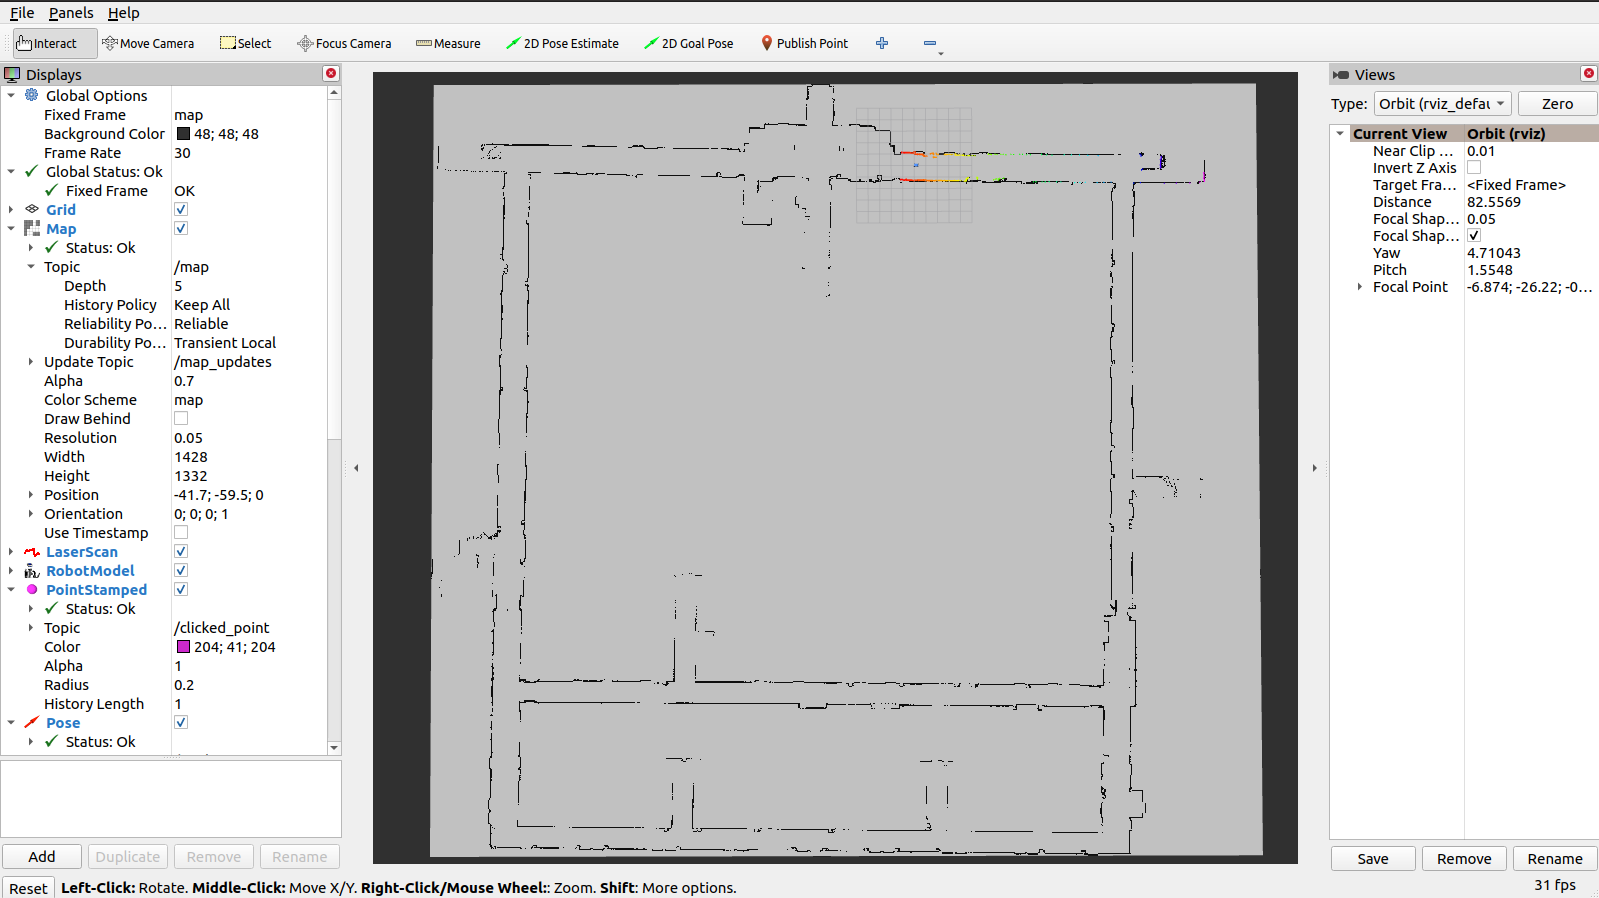 File Panels Help
Interact Move Camera Select Focus Camera Measure 2D Pose Estimate 2D Goal Pose Publish Point
Displays
Global Options
Fixed Frame map
Background Color 48; 48; 48
Frame Rate 30
Global Status: Ok
Fixed Frame OK
Grid
Map
Status: Ok
Topic /map
Depth 5
History Policy Keep All
Reliability Po... Reliable
Durability Po... Transient Local
Update Topic /map_updates
Alpha 0.7
Color Scheme map
Draw Behind
Resolution 0.05
Width 1428
Height 1332
Position -41.7; -59.5; 0
Orientation 0; 0; 0; 1
Use Timestamp
LaserScan
RobotModel
PointStamped
Status: Ok
Topic /clicked_point
Color 204; 41; 204
Alpha 1
Radius 0.2
History Length 1
Pose
Status: Ok
Add Duplicate Remove Rename
Views
Type: Orbit (rviz_defau Zero
Current View Orbit (rviz)
Near Clip ... 0.01
Invert Z Axis
Target Fra... <Fixed Frame>
Distance 82.5569
Focal Shap... 0.05
Focal Shap...
Yaw 4.71043
Pitch 1.5548
Focal Point -6.874; -26.22; -0...
Save Remove Rename
Reset Left-Click: Rotate. Middle-Click: Move X/Y. Right-Click/Mouse Wheel:: Zoom. Shift: More options.
31 fps